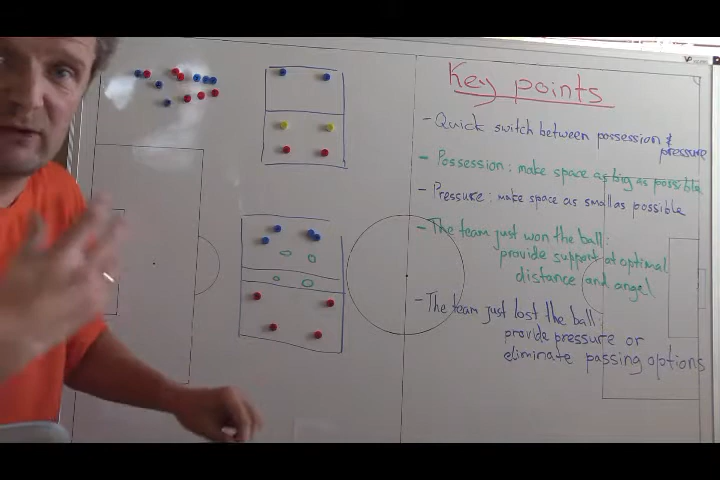 Key points
- Quick switch between possession &
pressure
- Possession: make space as big as possible
- Pressure: make space as small as possible
- The team just won the ball:
provide support at optimal
distance and angel
- The team just lost the ball:
provide pressure or
eliminate passing options